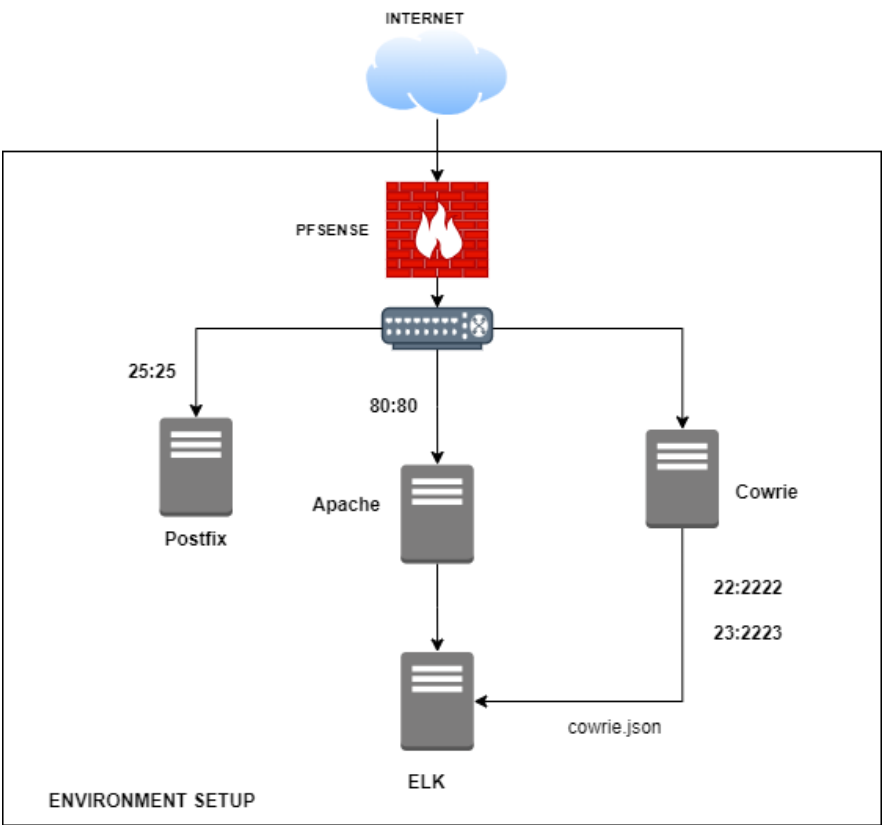 INTERNET
PFSENSE
25:25
80:80
Postfix
Apache
Cowrie
22:2222
23:2223
cowrie.json
ELK
ENVIRONMENT SETUP